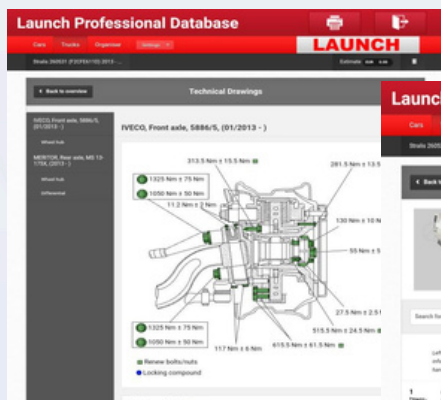 Launch Professional Database
Cars Trucks Organiser Settings
LAUNCH
Estimate
Back to overview
Technical Drawings
IVECO, Front axle, 5886/5, (01/2013 - )
Wheel hub
MERITOR, Rear axle, MS 13-175X, (2013 - )
Wheel hub
Differential
IVECO, Front axle, 5886/5, (01/2013 - )
313.5 Nm ± 15.5 Nm
281.5 Nm ± 13.5
1325 Nm ± 75 Nm
1050 Nm ± 50 Nm
11.2 Nm ± 2 Nm
130 Nm ± 10 N
55 Nm ± 5
27.5 Nm ± 2.5
1325 Nm ± 75 Nm
1050 Nm ± 50 Nm
117 Nm ± 6 Nm
615.5 Nm ± 61.5 Nm
515.5 Nm ± 24.5 Nm
Renew bolts/nuts
Locking compound
Launch
Cars
Back to
Search for